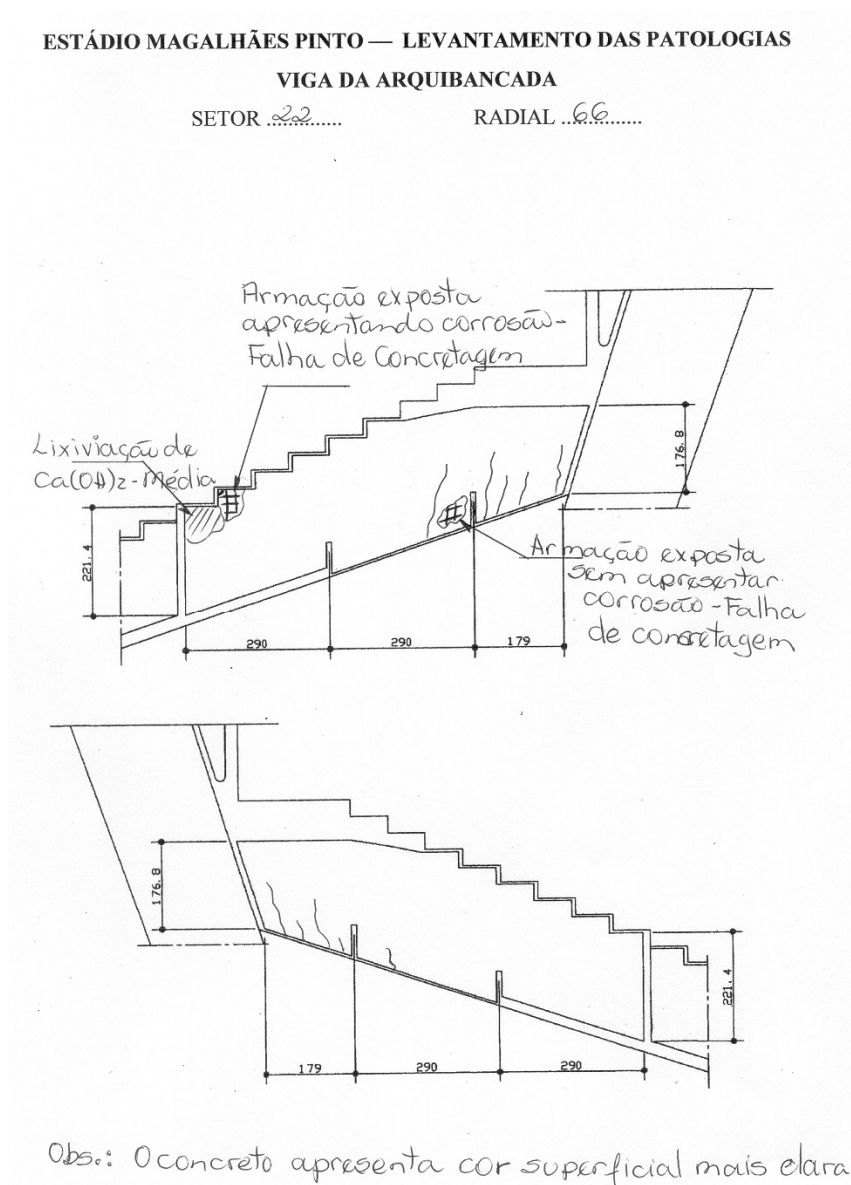 ESTÁDIO MAGALHÃES PINTO — LEVANTAMENTO DAS PATOLOGIAS
VIGA DA ARQUIBANCADA
SETOR ..22............ RADIAL ..66............
Armação exposta
apresentando corrosão-
Falha de Concretagem
Lixiviação de
Ca(OH)2-Média
176.8
221.4
Armação exposta
sem apresentar
corrosão-Falha
de concretagem
290
290
179
176.8
221.4
179
290
290
Obs.: O concreto apresenta cor superficial mais clara